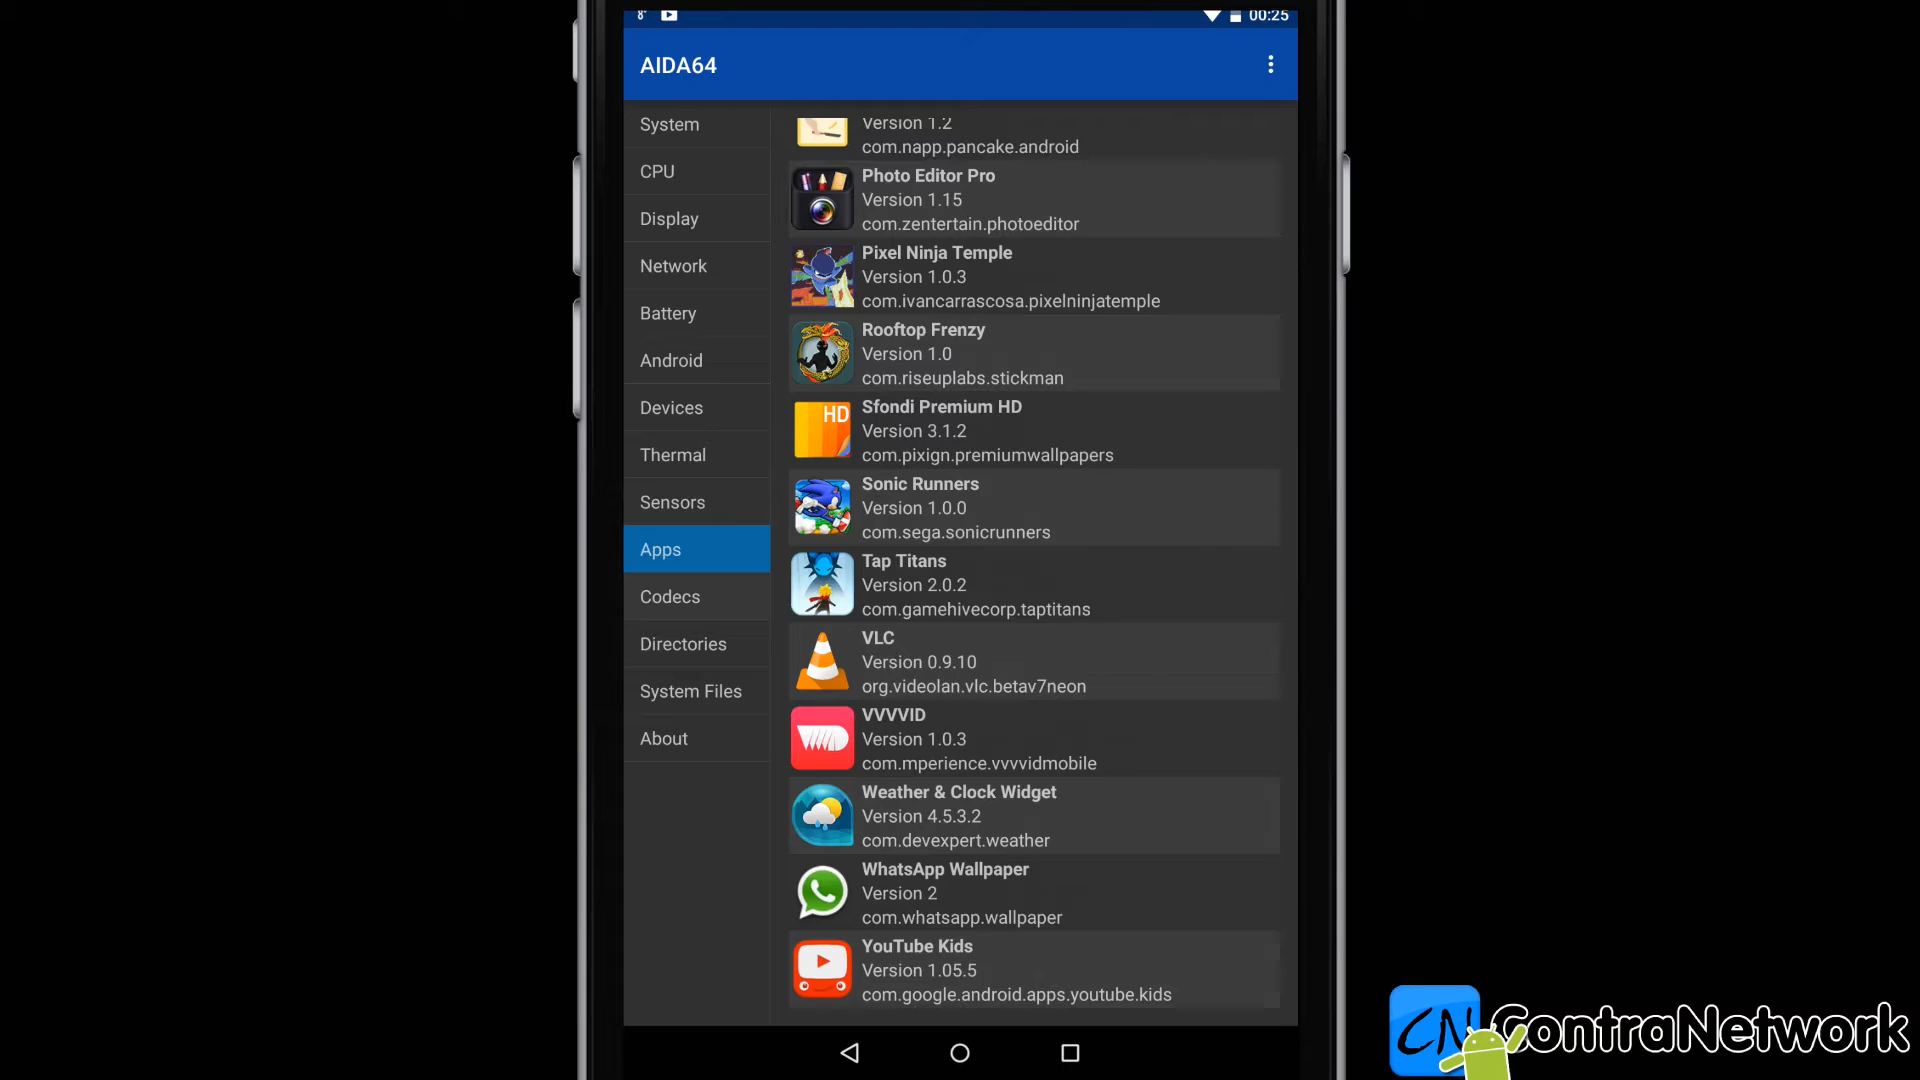 8°
00:25
AIDA64
System
CPU
Display
Network
Battery
Android
Devices
Thermal
Sensors
Apps
Codecs
Directories
System Files
About
Version 1.2
com.napp.pancake.android
Photo Editor Pro
Version 1.15
com.zentertain.photoeditor
Pixel Ninja Temple
Version 1.0.3
com.ivancarrascosa.pixelninjatemple
Rooftop Frenzy
Version 1.0
com.riseuplabs.stickman
HD
Sfondi Premium HD
Version 3.1.2
com.pixign.premiumwallpapers
Sonic Runners
Version 1.0.0
com.sega.sonicrunners
Tap Titans
Version 2.0.2
com.gamehivecorp.taptitans
VLC
Version 0.9.10
org.videolan.vlc.betav7neon
VVVVID
Version 1.0.3
com.mperience.vvvvidmobile
Weather & Clock Widget
Version 4.5.3.2
com.devexpert.weather
WhatsApp Wallpaper
Version 2
com.whatsapp.wallpaper
YouTube Kids
Version 1.05.5
com.google.android.apps.youtube.kids
CN ContraNetwork